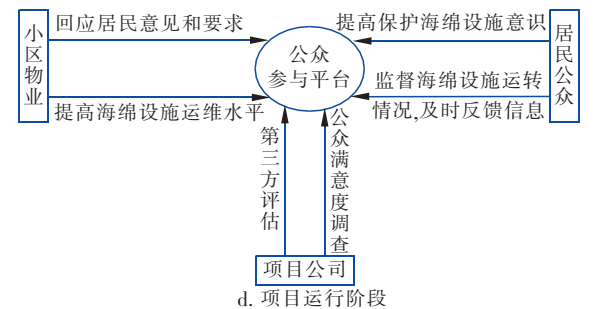 小区物业
回应居民意见和要求
提高海绵设施运维水平
公众
参与平台
提高保护海绵设施意识
监督海绵设施运转
情况,及时反馈信息
居民公众
第三方评估
公众满意度调查
项目公司
d. 项目运行阶段